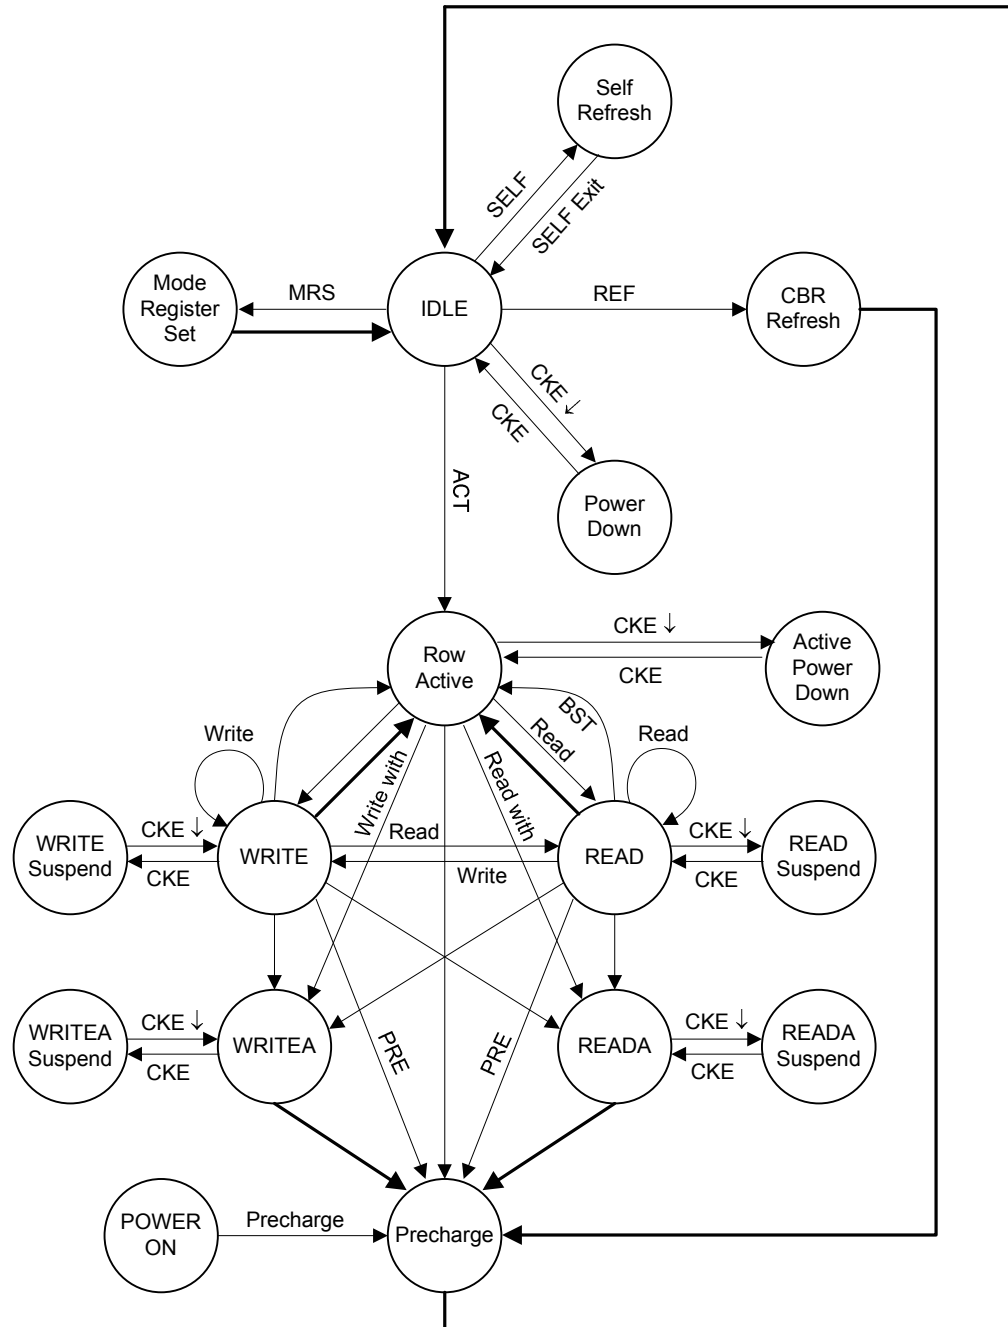 Self
Refresh
SELF
SELF Exit
Mode
Register
Set
MRS
IDLE
REF
CBR
Refresh
CKE ↓
CKE
Power
Down
ACT
Row
Active
CKE ↓
CKE
Active
Power
Down
BST
Read
Write
Read
Write with
Read with
WRITE
Suspend
CKE ↓
CKE
WRITE
Read
Write
READ
CKE ↓
CKE
READ
Suspend
WRITEA
Suspend
CKE ↓
CKE
WRITEA
PRE
PRE
READA
CKE ↓
CKE
READA
Suspend
POWER
ON
Precharge
Precharge